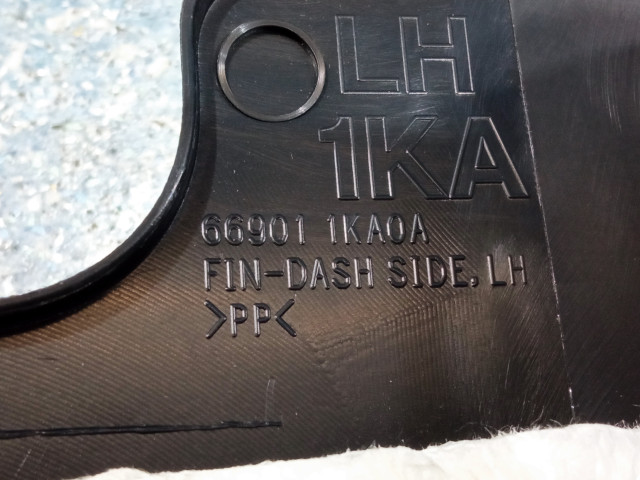 LH
1KA
66901 1KA0A
FIN-DASH SIDE, LH
>PP<